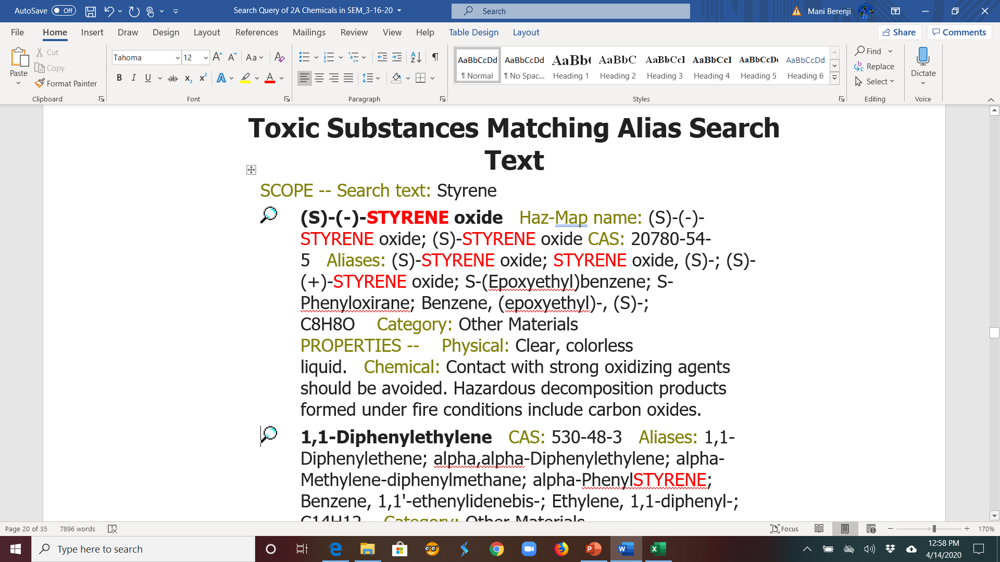 AutoSave Off
Search Query of 2A Chemicals in SEM_3-16-20
Search
Mani Berenji
File Home Insert Draw Design Layout References Mailings Review View Help Table Design Layout
Share Comments
Paste
Cut
Copy
Format Painter
Clipboard
Tahoma 12
Aa
B I U ab x2 x2 A A
Font
Paragraph
AaBbCcDd AaBbCcDd AaBb( AaBbC AaBbCcI AaBbCcI AaBbCcDc AaBbCcDd
¶ Normal ¶ No Spac... Heading 1 Heading 2 Heading 3 Heading 4 Heading 5 Heading 6
Styles
Find
Replace
Select
Editing
Dictate
Voice
Toxic Substances Matching Alias Search
Text
SCOPE -- Search text: Styrene
(S)-(-)-STYRENE oxide Haz-Map name: (S)-(-)-
STYRENE oxide; (S)-STYRENE oxide CAS: 20780-54-
5 Aliases: (S)-STYRENE oxide; STYRENE oxide, (S)-; (S)-
(+)-STYRENE oxide; S-(Epoxyethyl)benzene; S-
Phenyloxirane; Benzene, (epoxyethyl)-, (S)-;
C8H8O Category: Other Materials
PROPERTIES -- Physical: Clear, colorless
liquid. Chemical: Contact with strong oxidizing agents
should be avoided. Hazardous decomposition products
formed under fire conditions include carbon oxides.
1,1-Diphenylethylene CAS: 530-48-3 Aliases: 1,1-
Diphenylethene; alpha,alpha-Diphenylethylene; alpha-
Methylene-diphenylmethane; alpha-PhenylSTYRENE;
Benzene, 1,1'-ethenylidenebis-; Ethylene, 1,1-diphenyl-;
C14H12 Category: Other Materials
Page 20 of 35 7896 words
Focus
170%
Type here to search
12:58 PM
4/14/2020